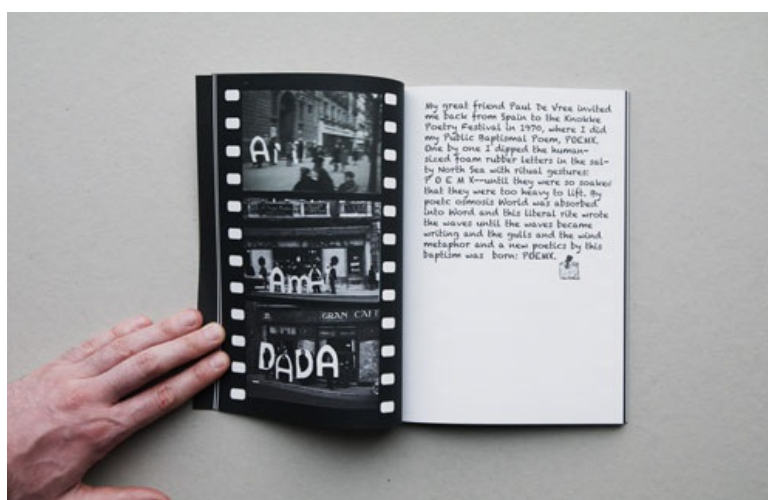 Ama
GRAN CAFE
DADA
My great friend Paul De Vree invited
me back from Spain to the Knokke
Poetry Festival in 1970, where I did
my Public Baptismal Poem, POEMX.
One by one I dipped the human-
sized foam rubber letters in the sal-
ty North Sea with ritual gestures:
P O E M X--until they were so soaked
that they were too heavy to lift. By
poetc osmosis World was absorbed
into Word and this literal rite wrote
the waves until the waves became
writing and the gulls and the wind
metaphor and a new poetics by this
baptism was born: POEMX.